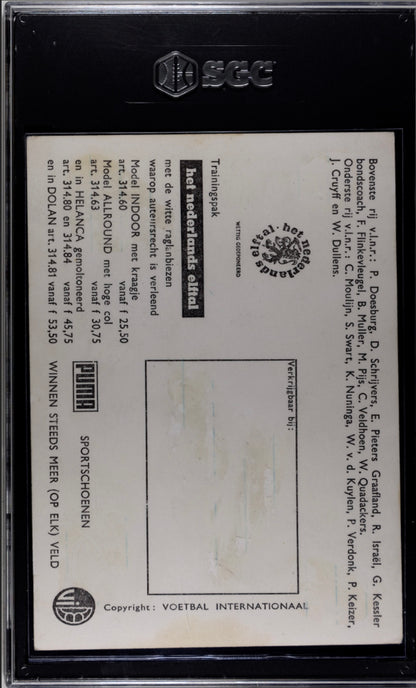 SGC
Bovenste rij v.l.n.r.: P. Doesburg, D. Schrijvers, E. Pieters Graafland, R. Israël, G. Kessler
bondscoach, F. Flinkevleugel, B. Muller, M. Pijs, C. Veldhoen, W. Quadackers.
Onderste rij v.l.n.r.: C. Moulijn, S. Swart, K. Nuninga, W. v.d. Kuylen, P. Verdonk, P. Keizer,
J. Cruyff en W. Dullens.
het nederlands elftal
WETTIG GEDEPONEERD
Trainingspak
het nederlands elftal
met de witte raglanbiezen
waarop auteursrecht is verleend
Model INDOOR met kraagje
art. 314.60 vanaf f 25,50
Model ALLROUND met hoge col
art. 314.63 vanaf f 30,75
en in HELANCA gemoltoneerd
art. 314.80 en 314.84 vanaf f 45,75
en in DOLAN art. 314.81 vanaf f 53,50
Verkrijgbaar bij:
PUMA SPORTSCHOENEN
WINNEN STEEDS MEER (OP ELK) VELD
Copyright: VOETBAL INTERNATIONAAL